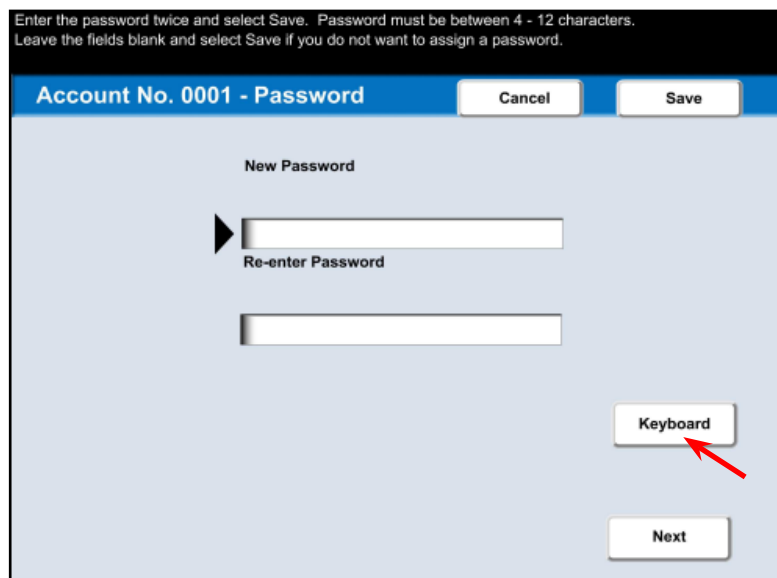 Enter the password twice and select Save.  Password must be between 4 - 12 characters.
Leave the fields blank and select Save if you do not want to assign a password.
Account No. 0001 - Password
Cancel
Save
New Password
Re-enter Password
Keyboard
Next